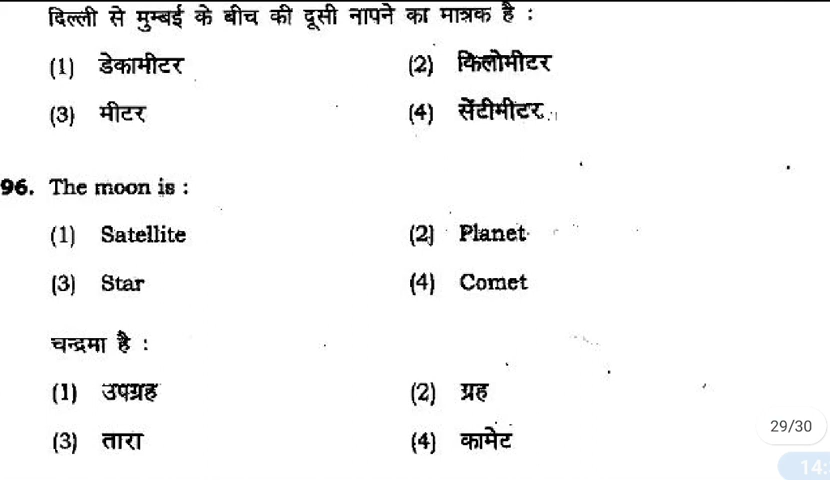 दिल्ली से मुम्बई के बीच की दूसी नापने का मात्रक है :
(1) डेकामीटर (2) किलोमीटर
(3) मीटर (4) सेंटीमीटर
96. The moon is :
(1) Satellite (2) Planet
(3) Star (4) Comet
चन्द्रमा है :
(1) उपग्रह (2) ग्रह
(3) तारा (4) कामेट
29/30
14: